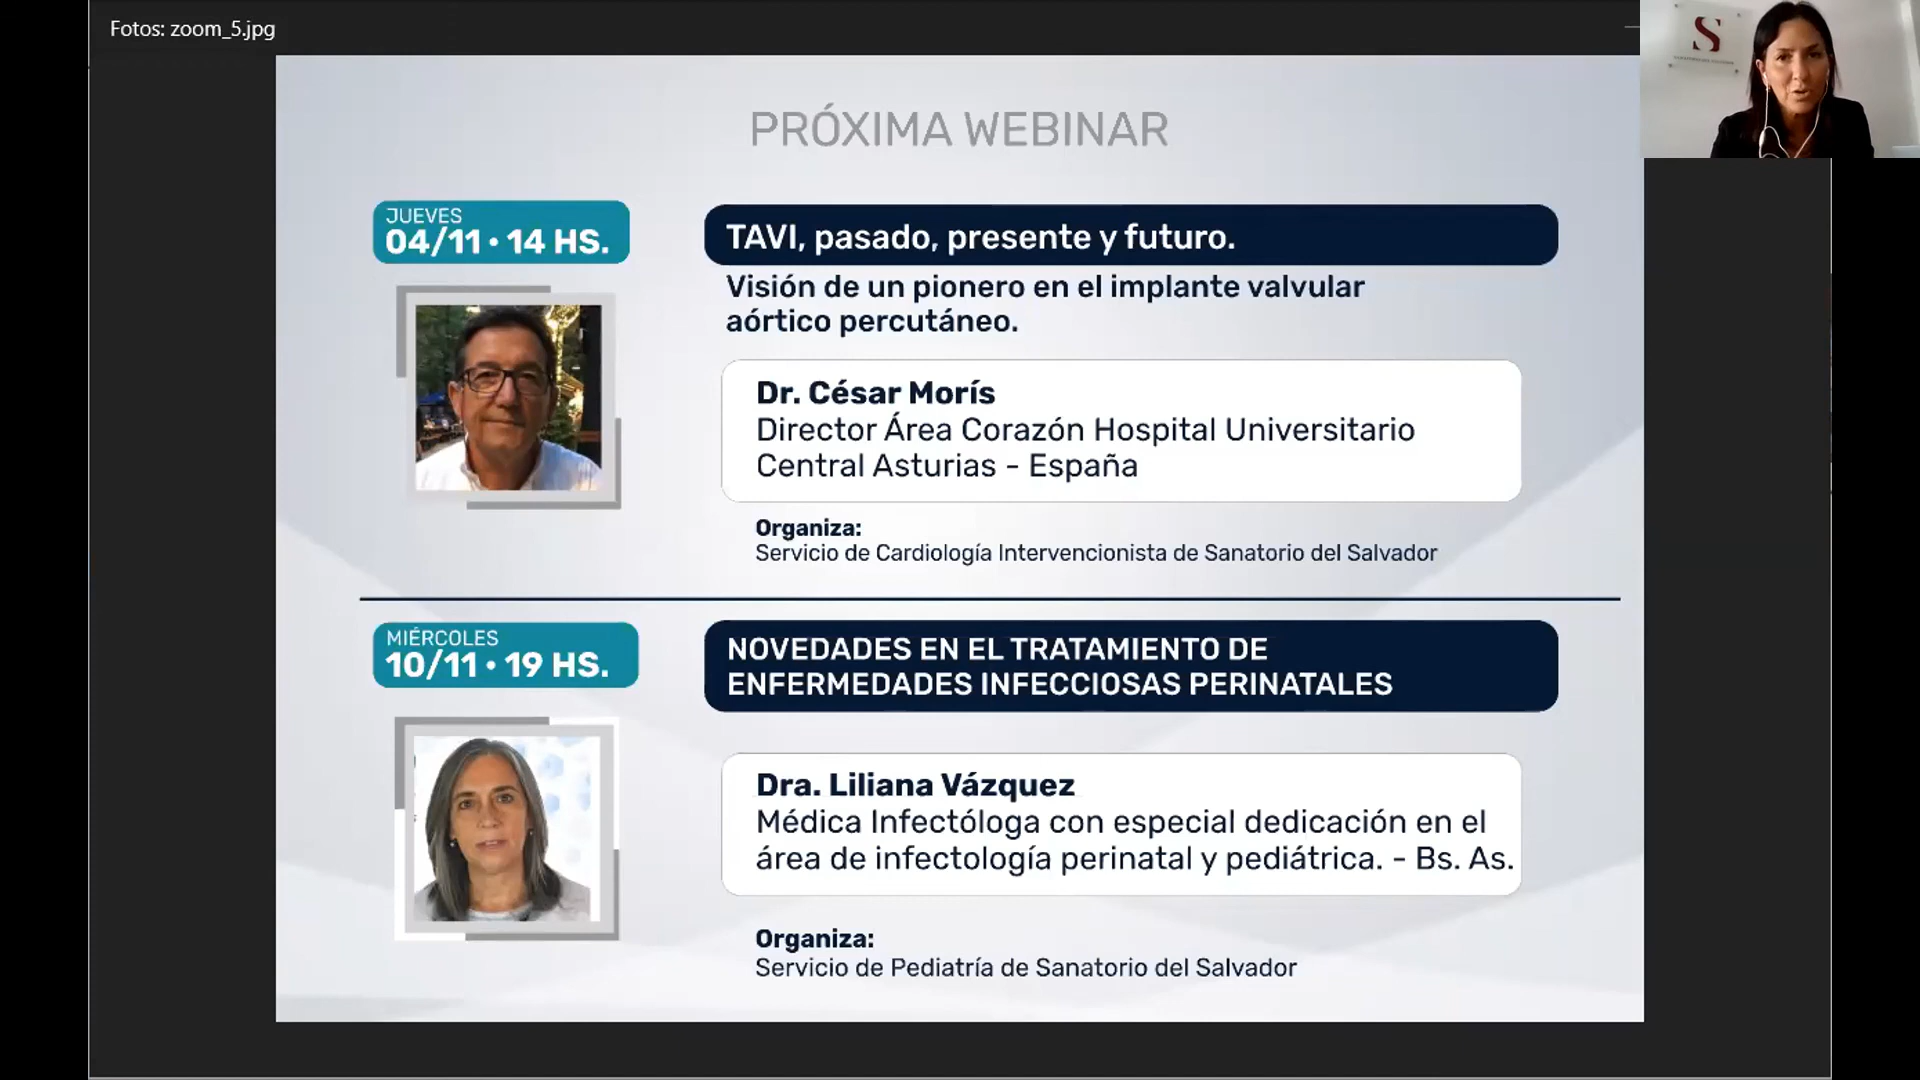 Fotos: zoom_5.jpg
S
PRÓXIMA WEBINAR
JUEVES
04/11 • 14 HS.
TAVI, pasado, presente y futuro.
Visión de un pionero en el implante valvular
aórtico percutáneo.
Dr. César Morís
Director Área Corazón Hospital Universitario
Central Asturias - España
Organiza:
Servicio de Cardiología Intervencionista de Sanatorio del Salvador
MIÉRCOLES
10/11 • 19 HS.
NOVEDADES EN EL TRATAMIENTO DE
ENFERMEDADES INFECCIOSAS PERINATALES
Dra. Liliana Vázquez
Médica Infectóloga con especial dedicación en el
área de infectología perinatal y pediátrica. - Bs. As.
Organiza:
Servicio de Pediatría de Sanatorio del Salvador